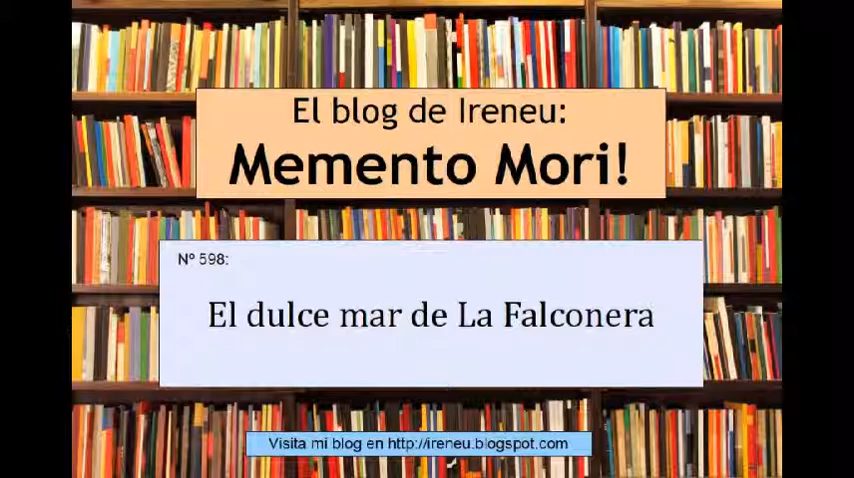 El blog de Ireneu:
Memento Mori!
Nº 598:
El dulce mar de La Falconera
Visita mi blog en http://ireneu.blogspot.com